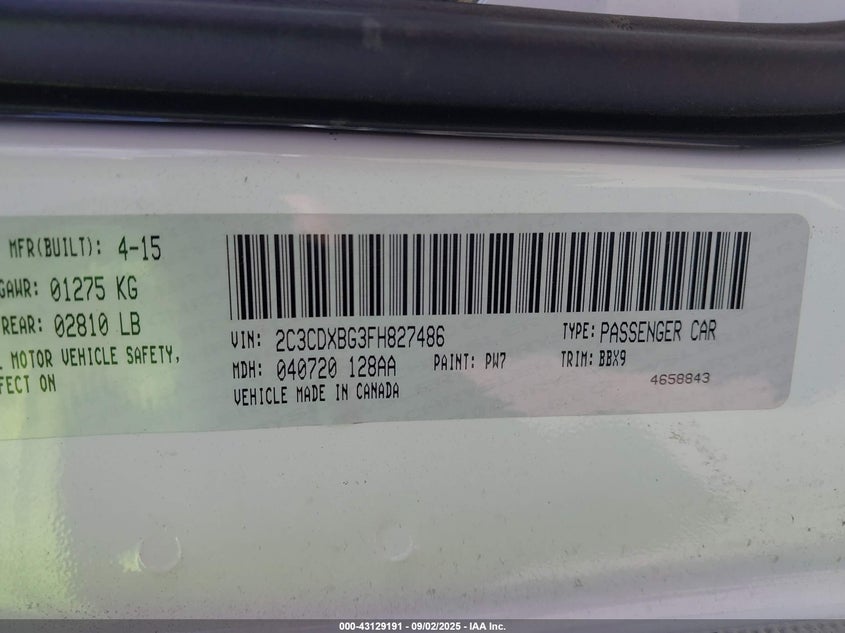 MFR(BUILT): 4-15
GAWR: 01275 KG
REAR: 02810 LB
MOTOR VEHICLE SAFETY,
FECT ON
VIN: 2C3CDXBG3FH827486 TYPE: PASSENGER CAR
MDH: 040720 128AA PAINT: PW7 TRIM: BBX9
VEHICLE MADE IN CANADA
4658843
000-43129191 - 09/02/2025 - IAA Inc.